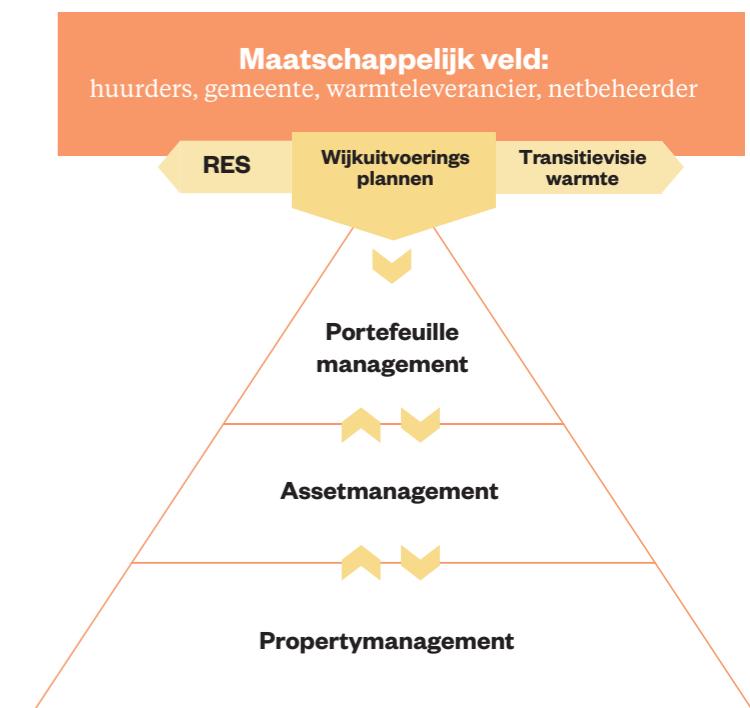 Maatschappelijk veld:
huurders, gemeente, warmteleverancier, netbeheerder
RES
Wijkuitvoerings
plannen
Transitievisie
warmte
Portefeuille
management
Assetmanagement
Propertymanagement